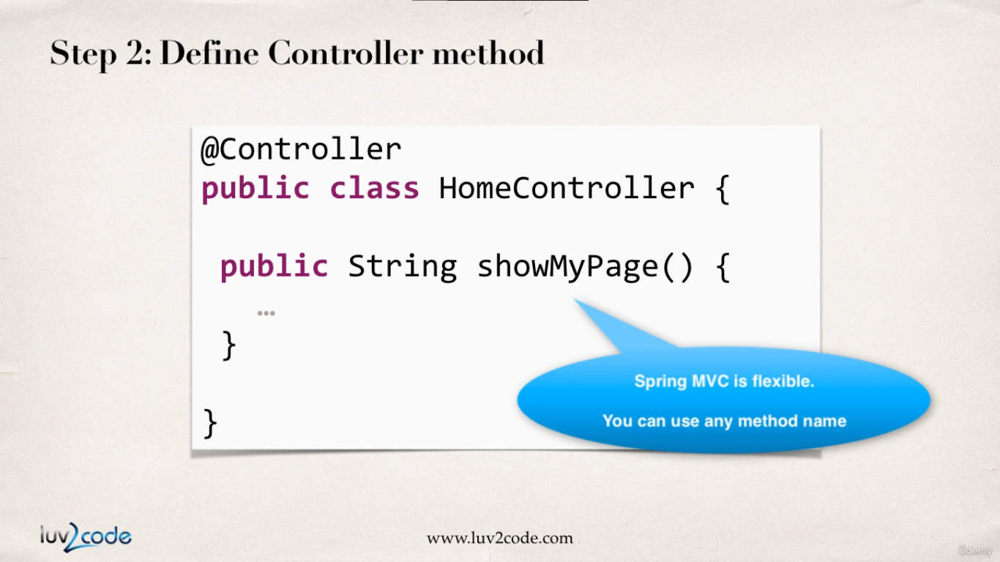 Step 2: Define Controller method
@Controller
public class HomeController {
public String showMyPage() {
...
}
}
Spring MVC is flexible.
You can use any method name
luv2code
www.luv2code.com
ûdemy